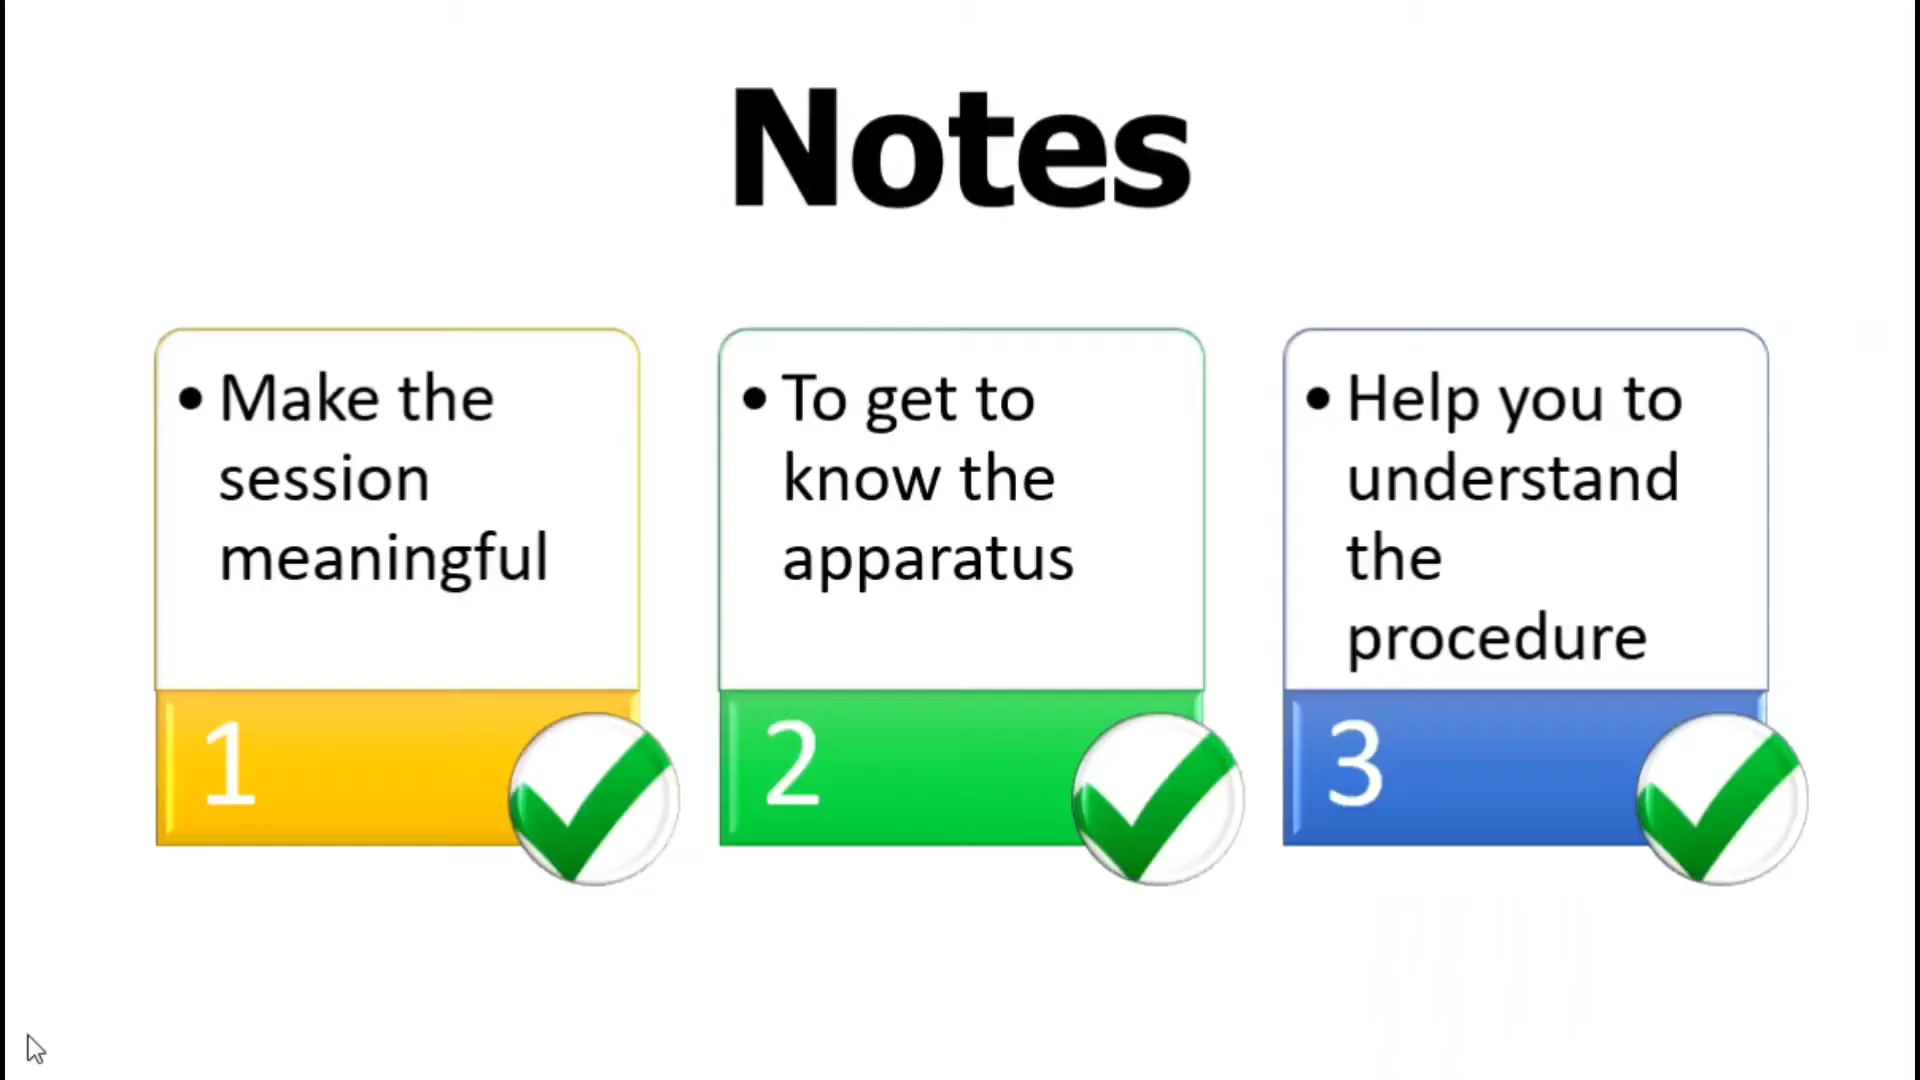 Notes
• Make the
session
meaningful
1
• To get to
know the
apparatus
2
• Help you to
understand
the
procedure
3